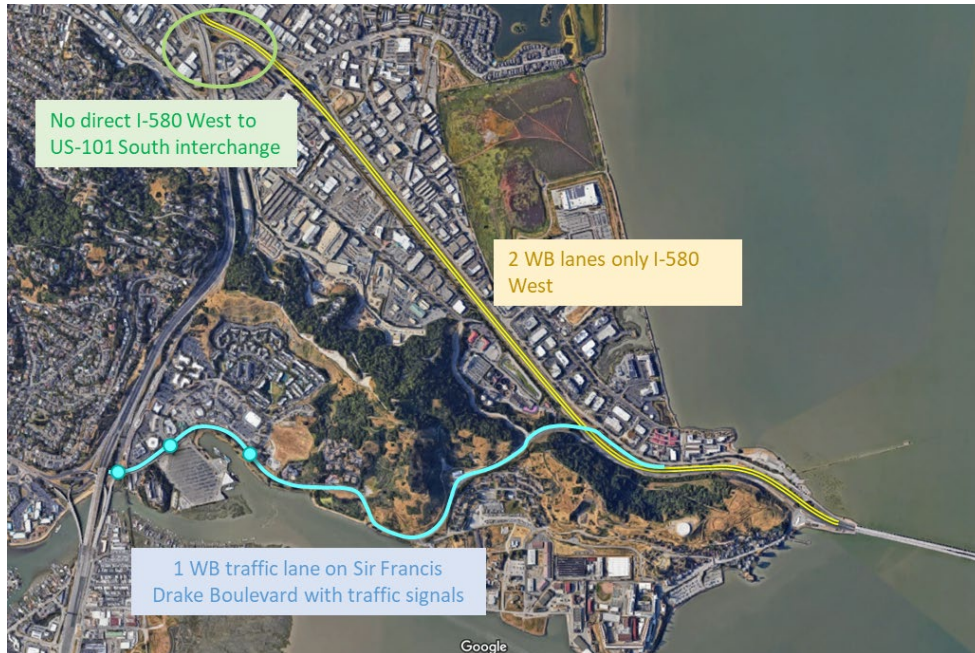 No direct I-580 West to
US-101 South interchange
2 WB lanes only I-580
West
1 WB traffic lane on Sir Francis
Drake Boulevard with traffic signals
Google